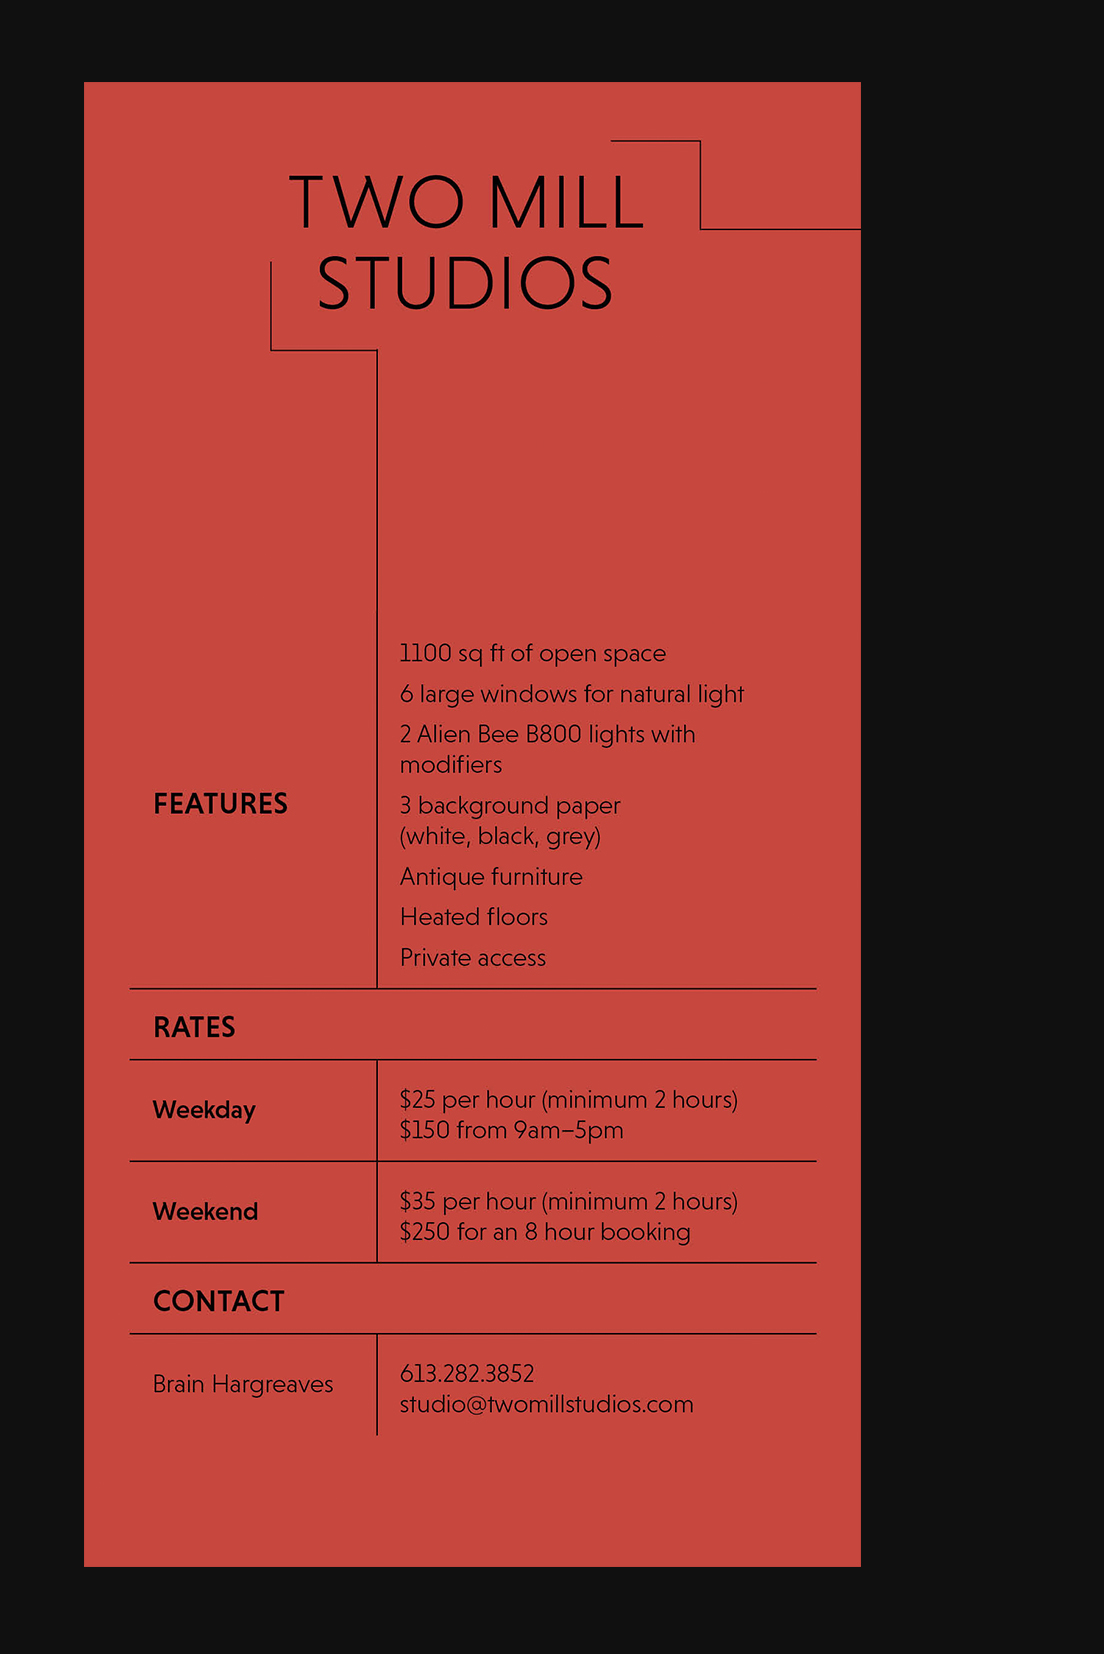 TWO MILL
STUDIOS
FEATURES
1100 sq ft of open space
6 large windows for natural light
2 Alien Bee B800 lights with
modifiers
3 background paper
(white, black, grey)
Antique furniture
Heated floors
Private access
RATES
Weekday
$25 per hour (minimum 2 hours)
$150 from 9am–5pm
Weekend
$35 per hour (minimum 2 hours)
$250 for an 8 hour booking
CONTACT
Brain Hargreaves
613.282.3852
studio@twomillstudios.com